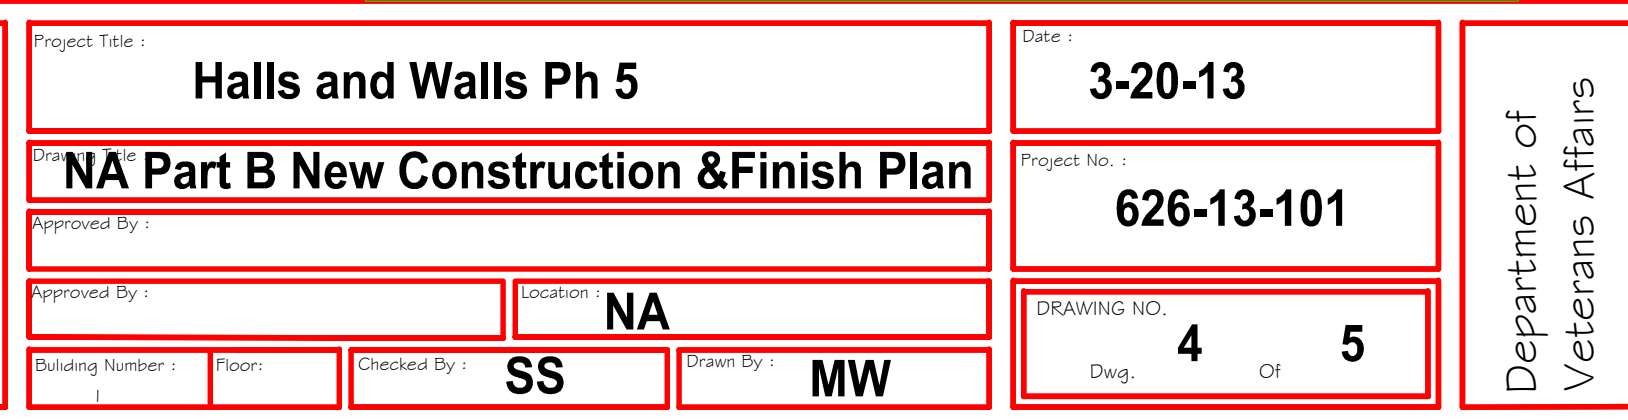 Project Title :
Halls and Walls Ph 5
Drawing Title :
NA Part B New Construction &Finish Plan
Approved By :
Approved By :
Location :
NA
Buliding Number :
1
Floor:
Checked By :
SS
Drawn By :
MW
Date :
3-20-13
Project No. :
626-13-101
DRAWING NO.
Dwg. 4 Of 5
Department of
Veterans Affairs